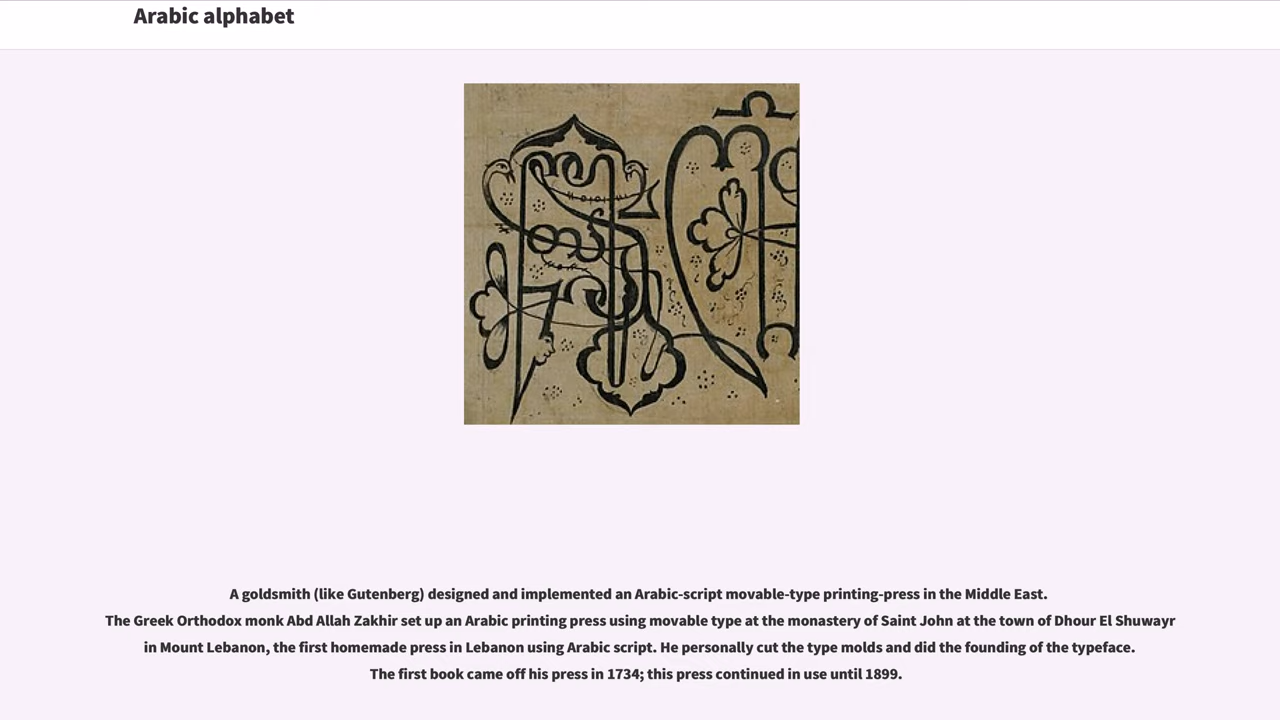 Arabic alphabet
A goldsmith (like Gutenberg) designed and implemented an Arabic-script movable-type printing-press in the Middle East.
The Greek Orthodox monk Abd Allah Zakhir set up an Arabic printing press using movable type at the monastery of Saint John at the town of Dhour El Shuwayr
in Mount Lebanon, the first homemade press in Lebanon using Arabic script. He personally cut the type molds and did the founding of the typeface.
The first book came off his press in 1734; this press continued in use until 1899.